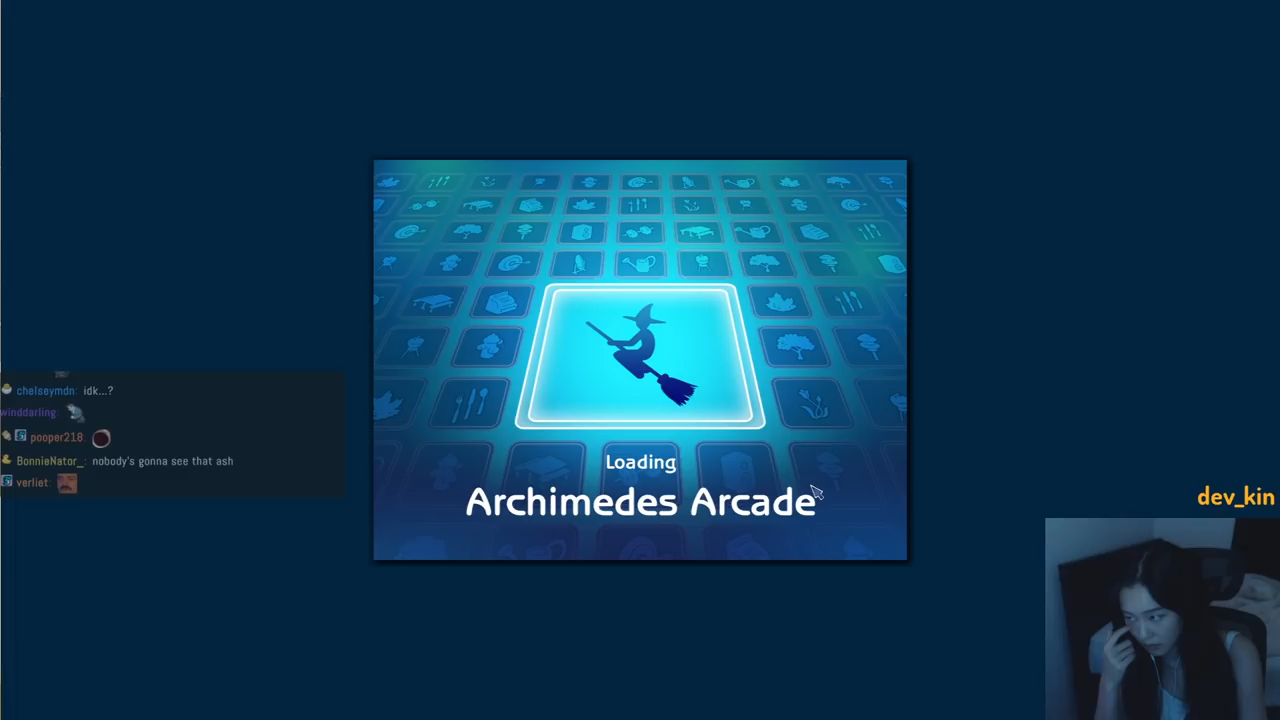 chelseymdn: idk...?
winddarling:
pooper218
BonnieNator_: nobody's gonna see that ash
verliet:
Loading
Archimedes Arcade
dev_kin